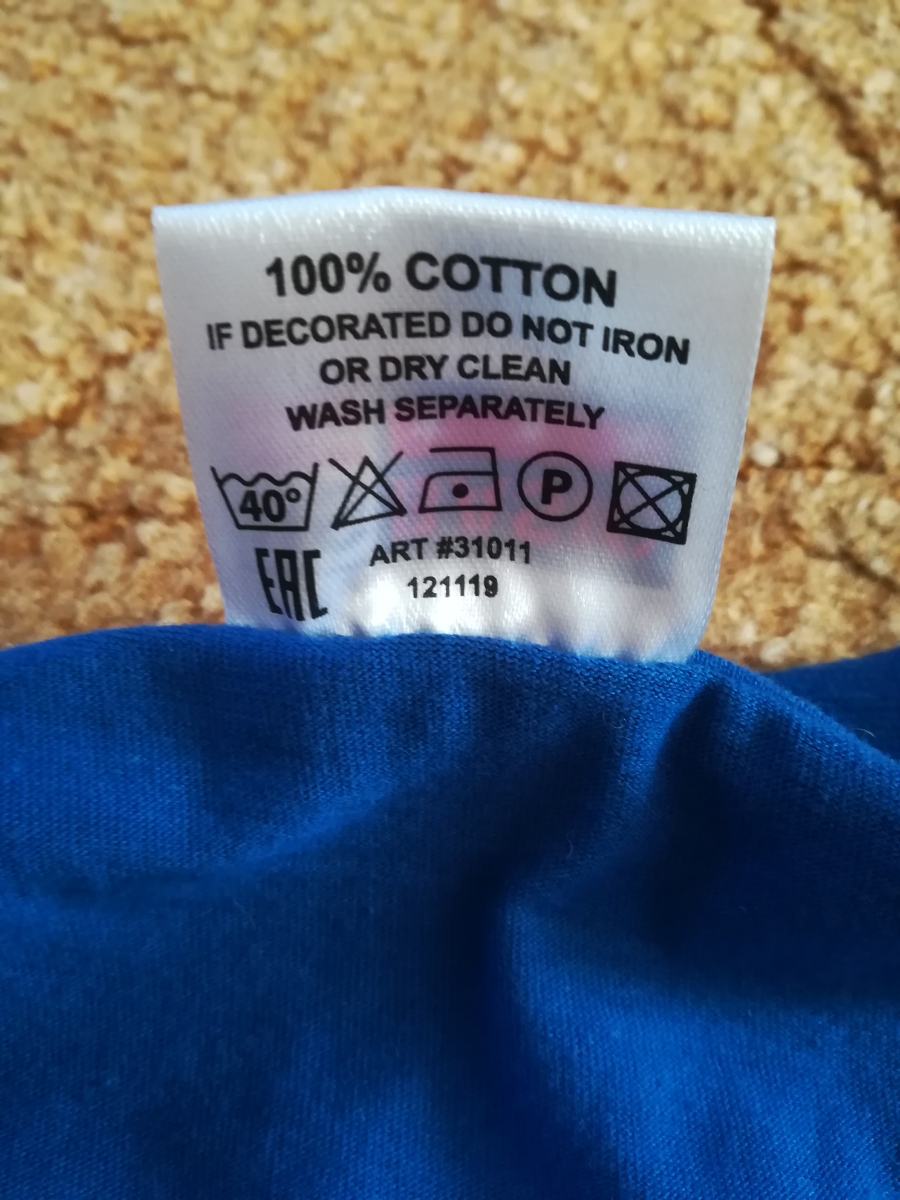 100% COTTON
IF DECORATED DO NOT IRON
OR DRY CLEAN
WASH SEPARATELY
40° P
ART #31011
EAC 121119